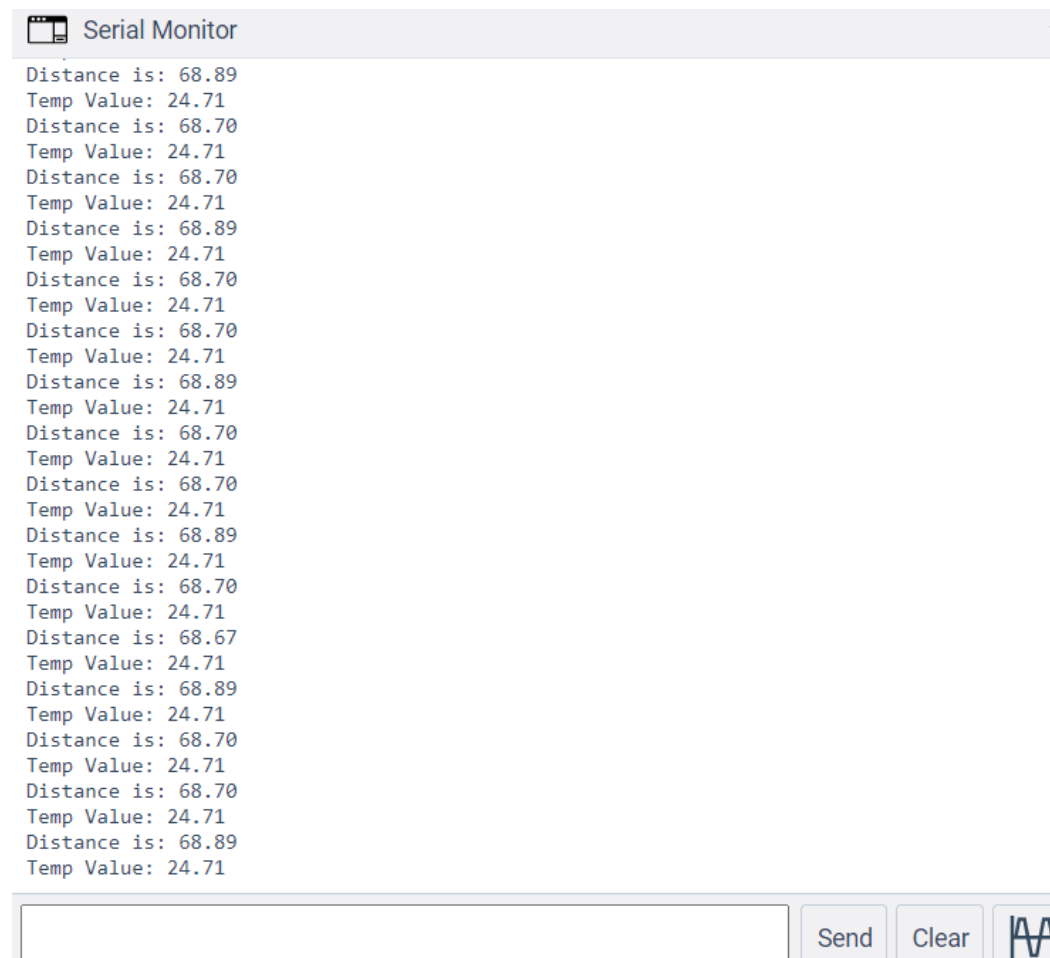 Serial Monitor
Distance is: 68.89
Temp Value: 24.71
Distance is: 68.70
Temp Value: 24.71
Distance is: 68.70
Temp Value: 24.71
Distance is: 68.89
Temp Value: 24.71
Distance is: 68.70
Temp Value: 24.71
Distance is: 68.70
Temp Value: 24.71
Distance is: 68.89
Temp Value: 24.71
Distance is: 68.70
Temp Value: 24.71
Distance is: 68.70
Temp Value: 24.71
Distance is: 68.89
Temp Value: 24.71
Distance is: 68.70
Temp Value: 24.71
Distance is: 68.67
Temp Value: 24.71
Distance is: 68.89
Temp Value: 24.71
Distance is: 68.70
Temp Value: 24.71
Distance is: 68.70
Temp Value: 24.71
Distance is: 68.89
Temp Value: 24.71
Send Clear